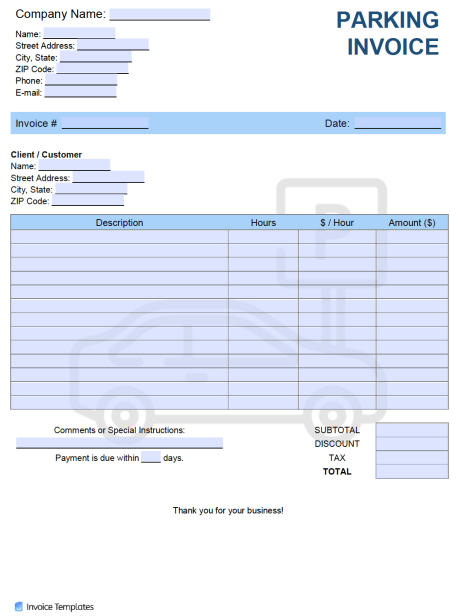 Company Name:
PARKING
INVOICE
Name:
Street Address:
City, State:
ZIP Code:
Phone:
E-mail:
Invoice #
Date:
Client / Customer
Name:
Street Address:
City, State:
ZIP Code:
Description Hours $ / Hour Amount ($)
Comments or Special Instructions:
Payment is due within days.
SUBTOTAL
DISCOUNT
TAX
TOTAL
Thank you for your business!
Invoice Templates